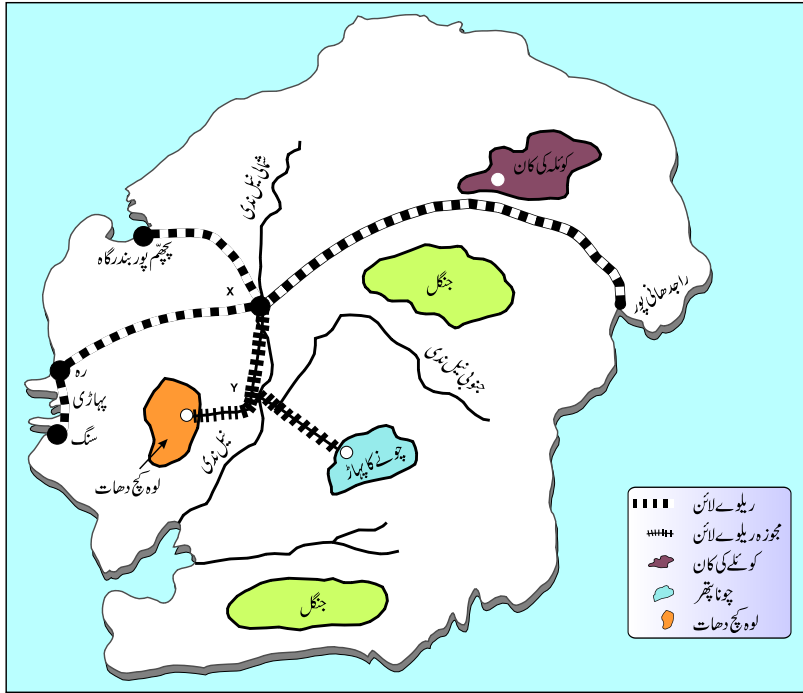 شمالی نیل ندی
کوئلہ کی کان
پچھّم پور بندرگاہ
جنگل
راجدھانی پور
X
جنوبی نیل ندی
رہ
پہاڑی
سنگ
Y
نیل ندی
چونے کا پہاڑ
لوہ کچ دھات
جنگل
ریلوے لائن
مجوزہ ریلوے لائن
کوئلے کی کان
چونا پتھر
لوہ کچ دھات